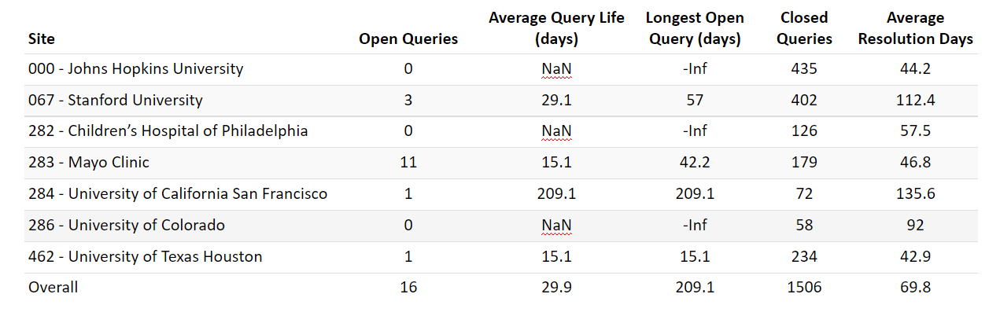 Site Open Queries Average Query Life (days) Longest Open Query (days) Closed Queries Average Resolution Days
000 - Johns Hopkins University 0 NaN -Inf 435 44.2
067 - Stanford University 3 29.1 57 402 112.4
282 - Children’s Hospital of Philadelphia 0 NaN -Inf 126 57.5
283 - Mayo Clinic 11 15.1 42.2 179 46.8
284 - University of California San Francisco 1 209.1 209.1 72 135.6
286 - University of Colorado 0 NaN -Inf 58 92
462 - University of Texas Houston 1 15.1 15.1 234 42.9
Overall 16 29.9 209.1 1506 69.8